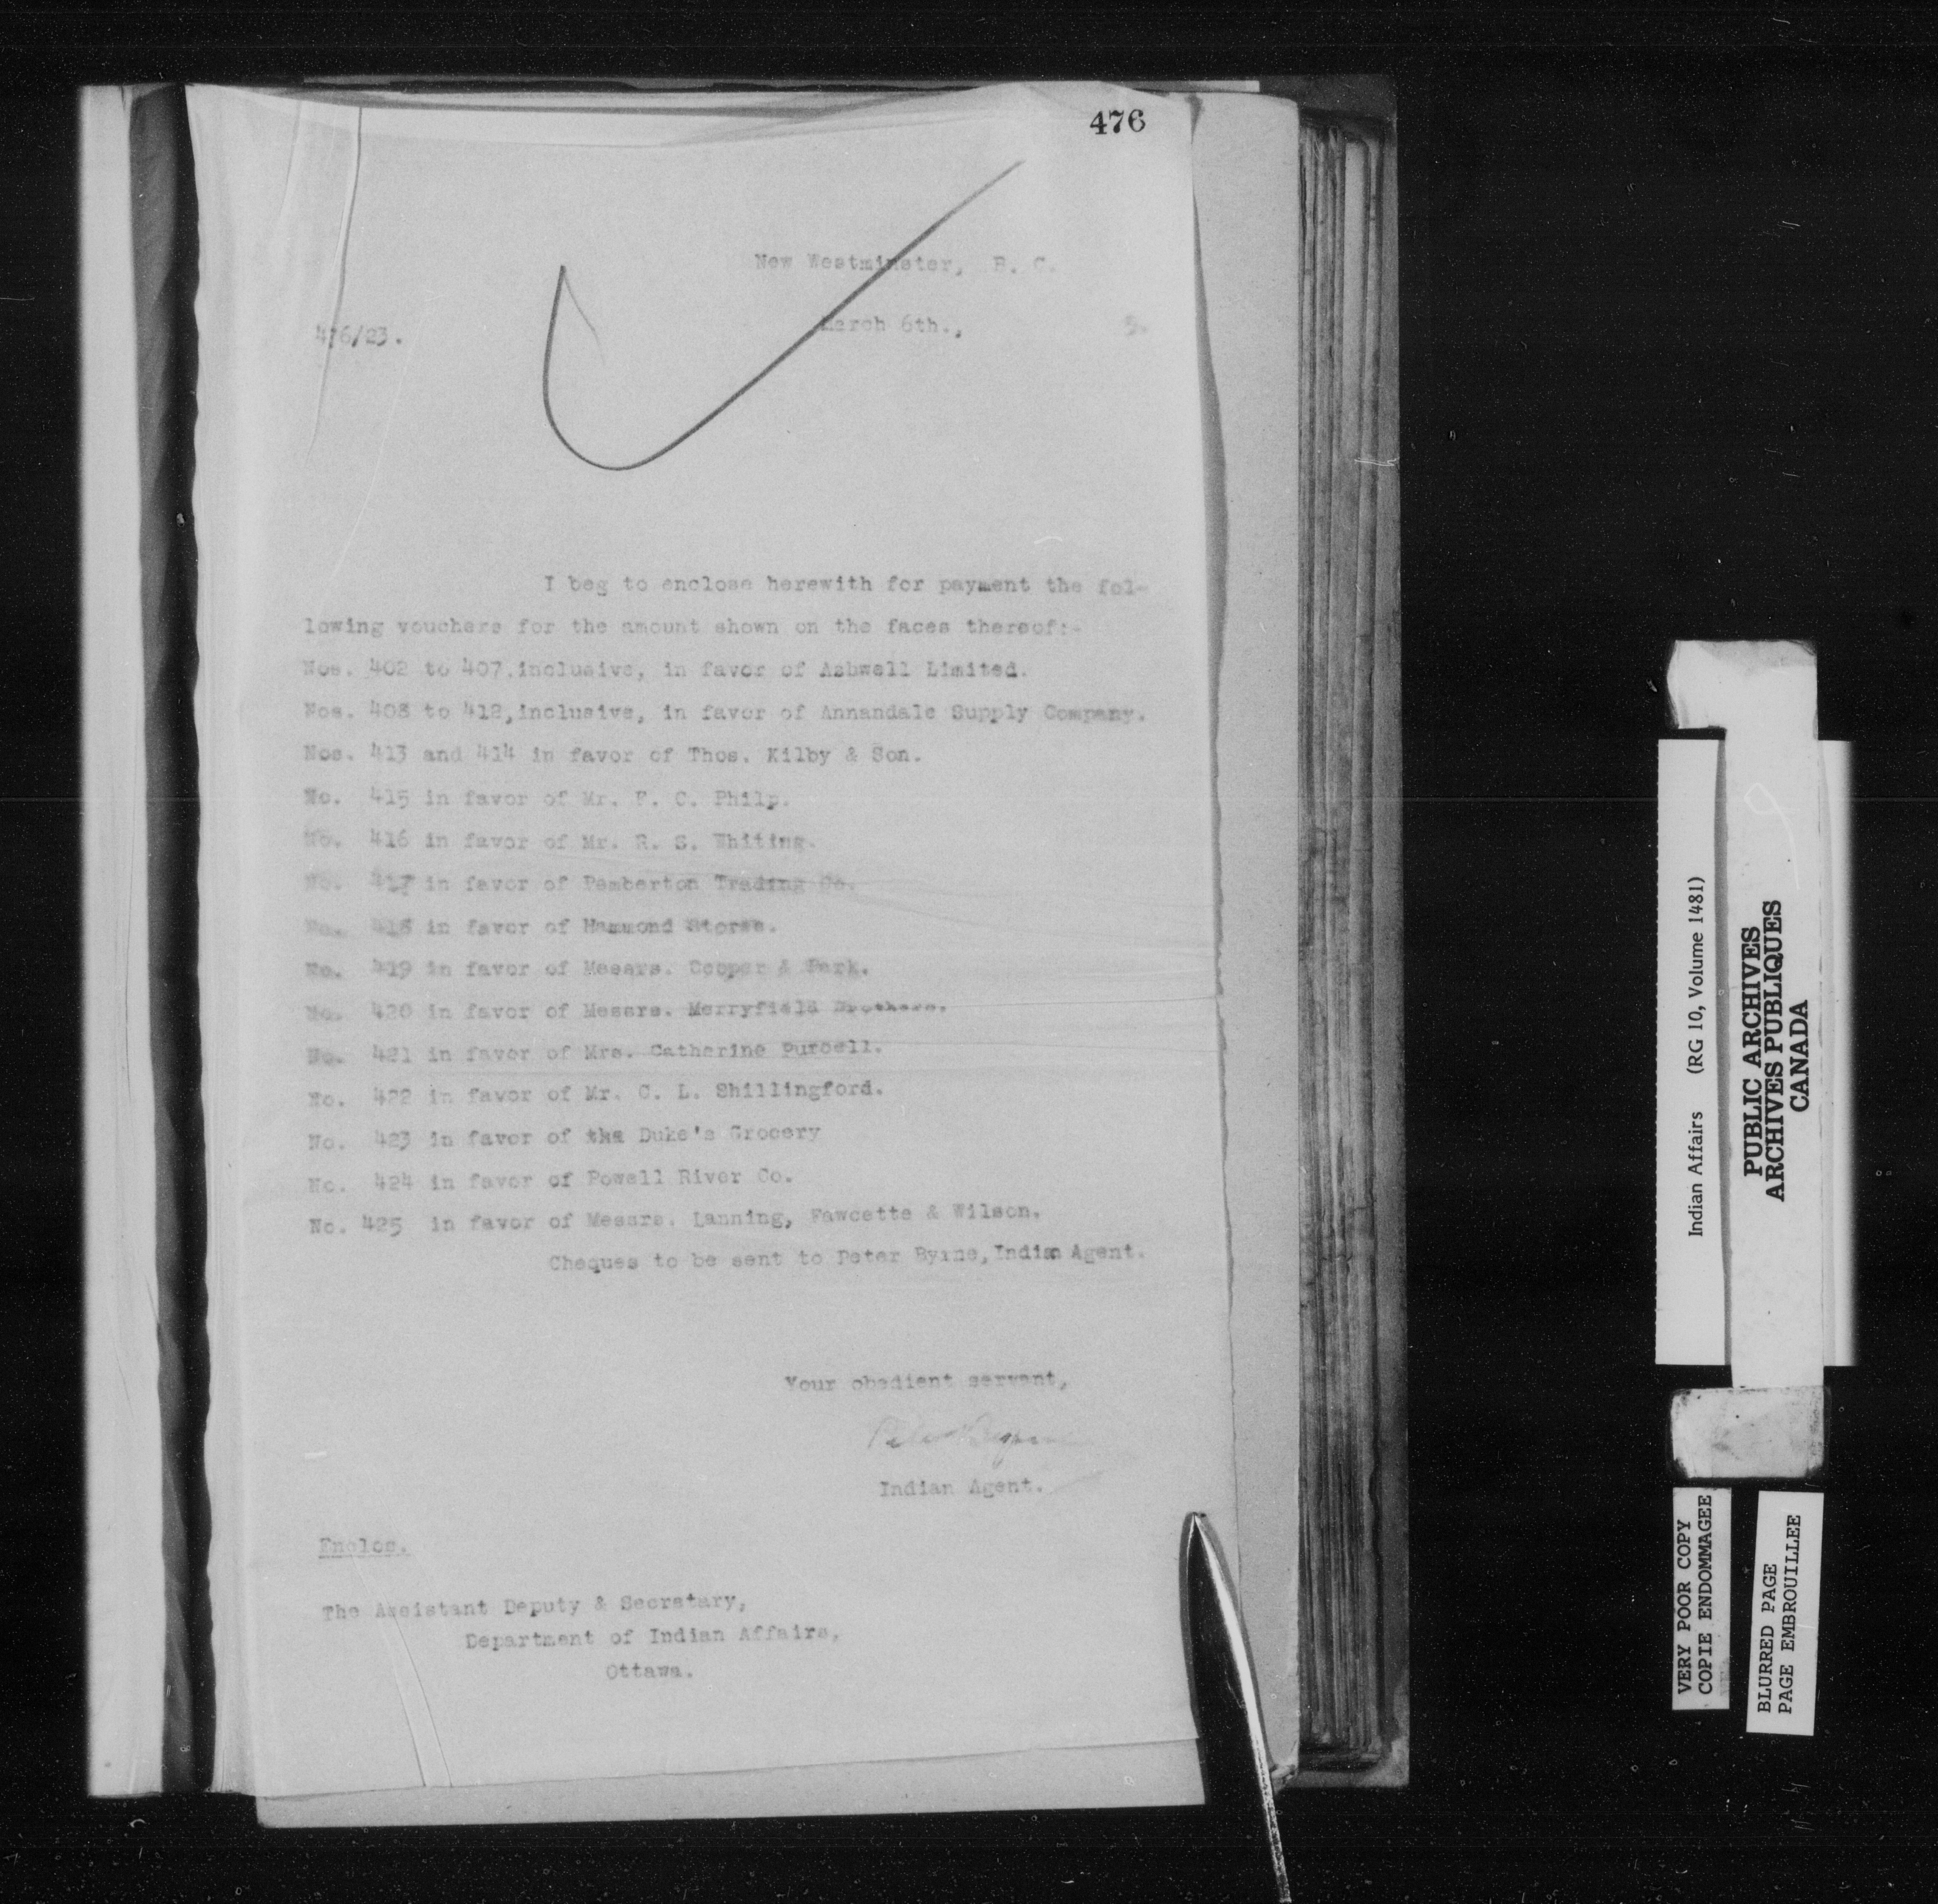 476
New Westminster, B. C.
March 6th., 5.
476/23.
I beg to enclose herewith for payment the fol-
lowing vouchers for the amount shown on the faces thereof:-
Nos. 402 to 407,inclusive, in favor of Ashwell Limited.
Nos. 408 to 412,inclusive, in favor of Annandale Supply Company.
Nos. 413 and 414 in favor of Thos. Kilby & Son.
No. 415 in favor of Mr. F. C. Philp.
No. 416 in favor of Mr. R. S. Whiting.
No. 417 in favor of Pemberton Trading Co.
No. 418 in favor of Hammond Stores.
No. 419 in favor of Messrs. Cooper & Park.
No. 420 in favor of Messrs. Merryfield Brothers.
No. 421 in favor of Mrs. Catherine Purcell.
No. 422 in favor of Mr. C. L. Shillingford.
No. 423 in favor of the Duke's Grocery
No. 424 in favor of Powell River Co.
No. 425 in favor of Messrs. Lanning, Fawcette & Wilson.
Cheques to be sent to Peter Byrne,Indian Agent.
Your obedient servant,
Peter Byrne
Indian Agent.
Enclos.
The Assistant Deputy & Secretary,
Department of Indian Affairs,
Ottawa.
Indian Affairs (RG 10, Volume 1481)
PUBLIC ARCHIVES
ARCHIVES PUBLIQUES
CANADA
VERY POOR COPY
COPIE ENDOMMAGEE
BLURRED PAGE
PAGE EMBROUILLEE